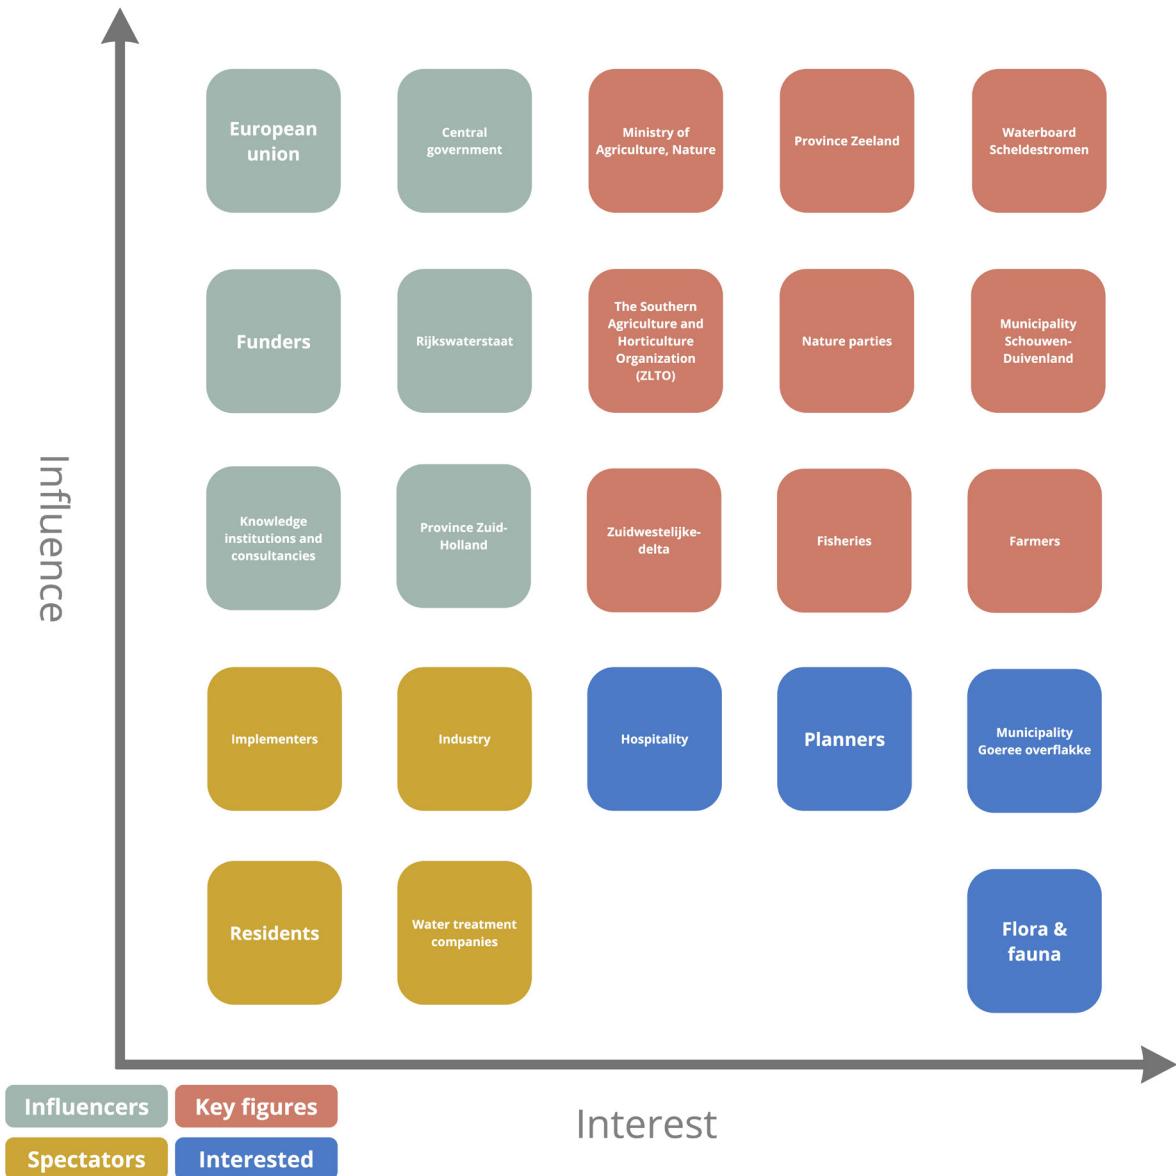 European
union
Central
government
Ministry of
Agriculture, Nature
Province Zeeland
Waterboard
Scheldestromen
Funders
Rijkswaterstaat
The Southern
Agriculture and
Horticulture
Organization
(ZLTO)
Nature parties
Municipality
Schouwen-
Duivenland
Influence
Knowledge
institutions and
consultancies
Province Zuid-
Holland
Zuidwestelijke-
delta
Fisheries
Farmers
Implementers
Industry
Hospitality
Planners
Municipality
Goeree overflakke
Residents
Water treatment
companies
Flora &
fauna
Influencers
Key figures
Spectators
Interested
Interest